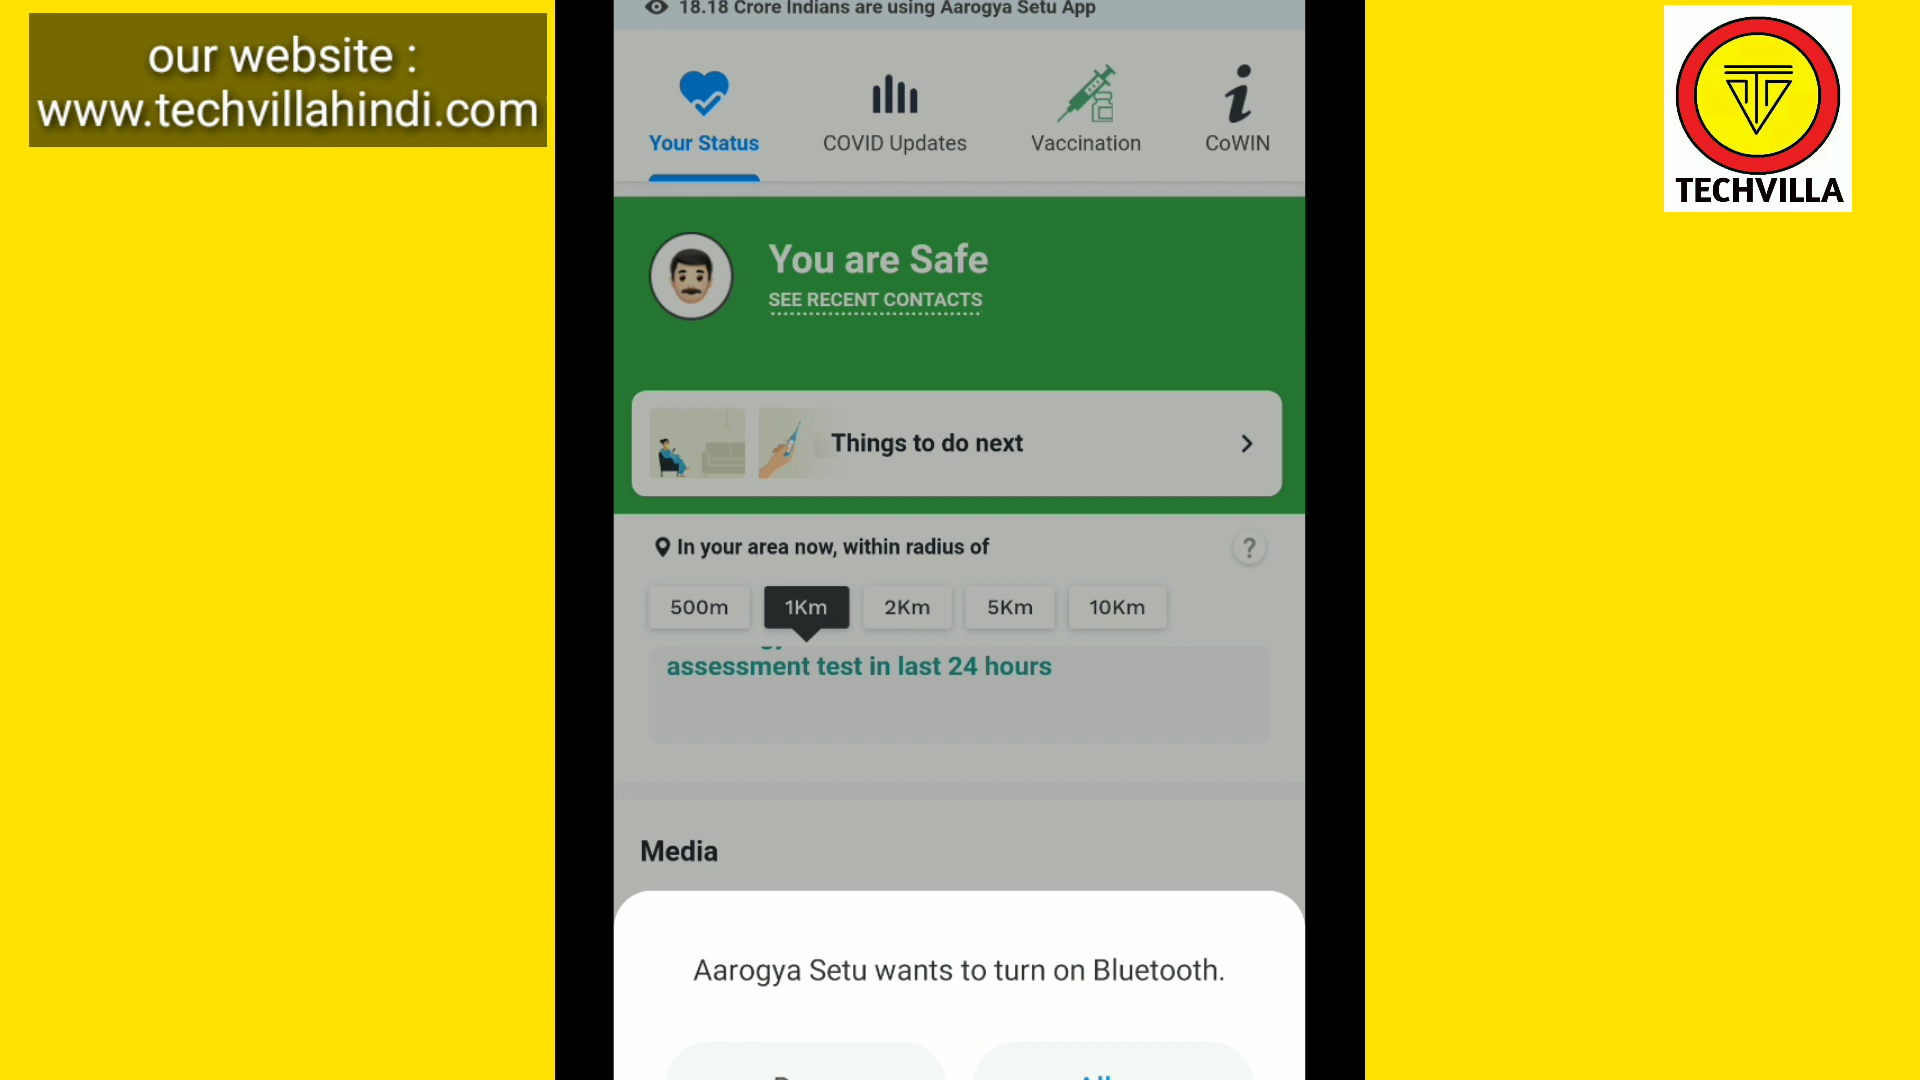 our website :
www.techvillahindi.com
18.18 Crore Indians are using Aarogya Setu App
Your Status
COVID Updates
Vaccination
CoWIN
You are Safe
SEE RECENT CONTACTS
Things to do next
In your area now, within radius of
?
500m
1Km
2Km
5Km
10Km
assessment test in last 24 hours
Media
Aarogya Setu wants to turn on Bluetooth.
TECHVILLA